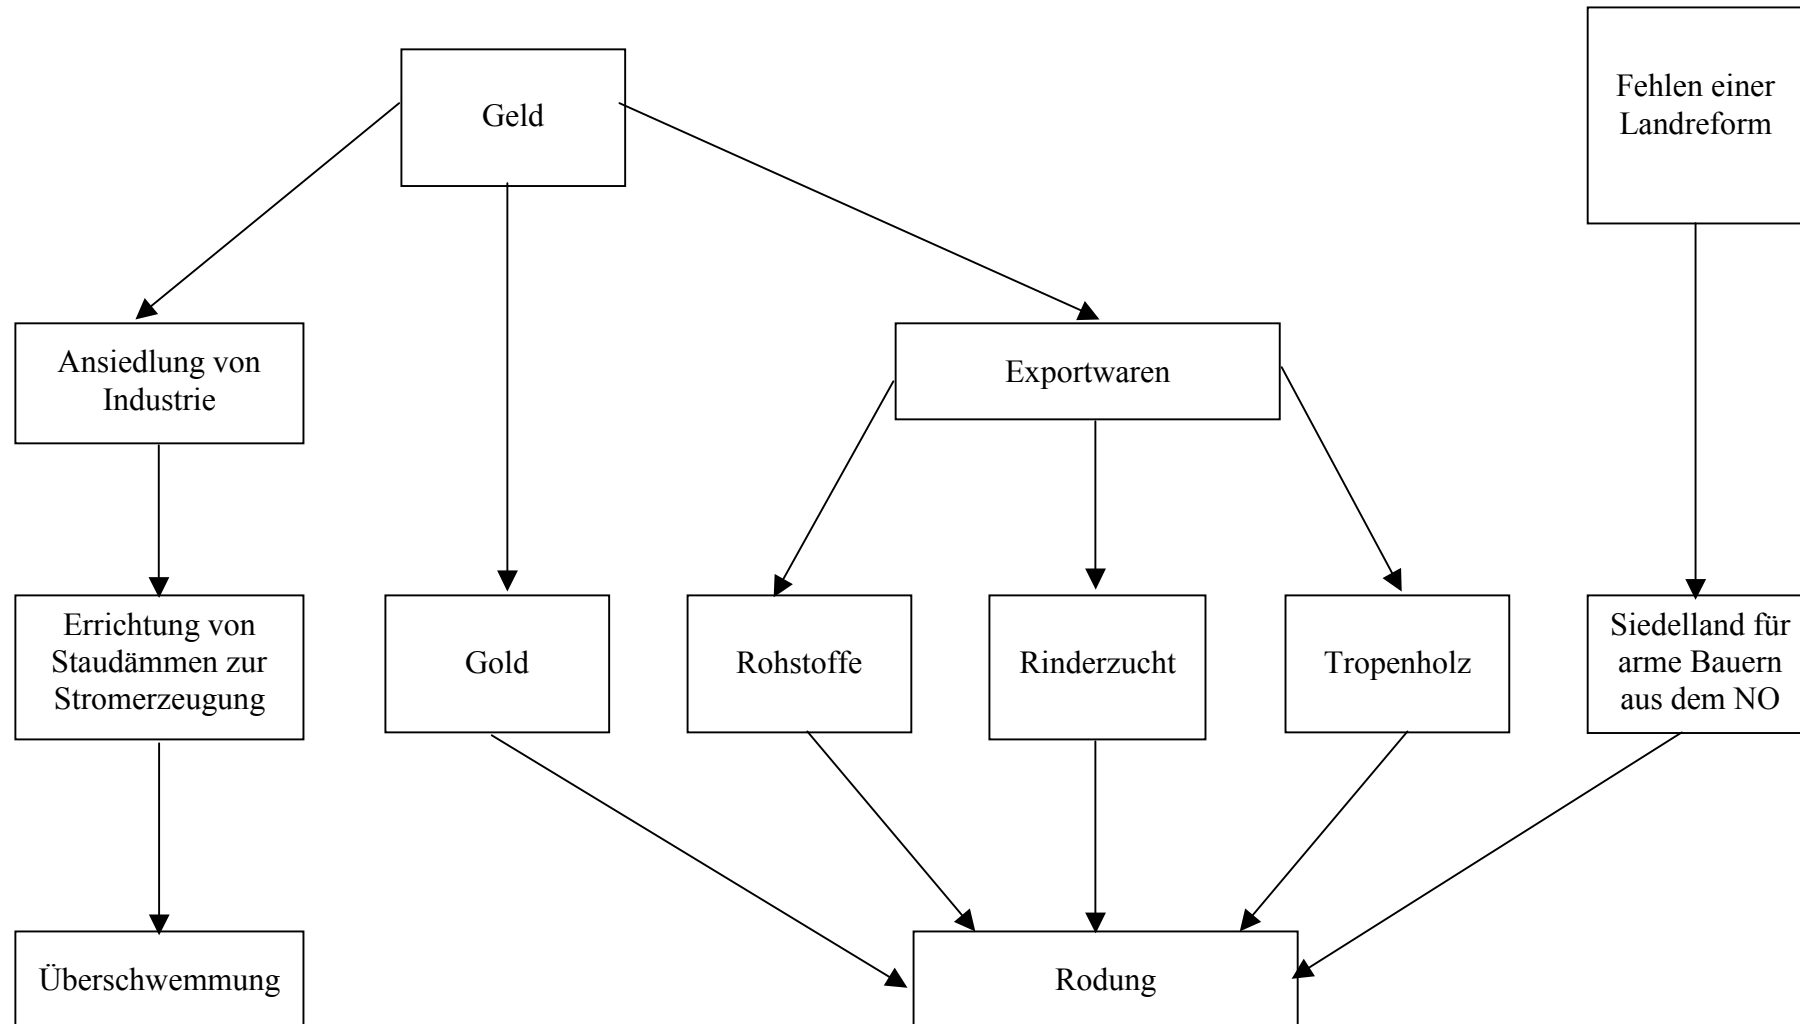 Geld
Fehlen einer
Landreform
Ansiedlung von
Industrie
Exportwaren
Errichtung von
Staudämmen zur
Stromerzeugung
Gold
Rohstoffe
Rinderzucht
Tropenholz
Siedelland für
arme Bauern
aus dem NO
Überschwemmung
Rodung